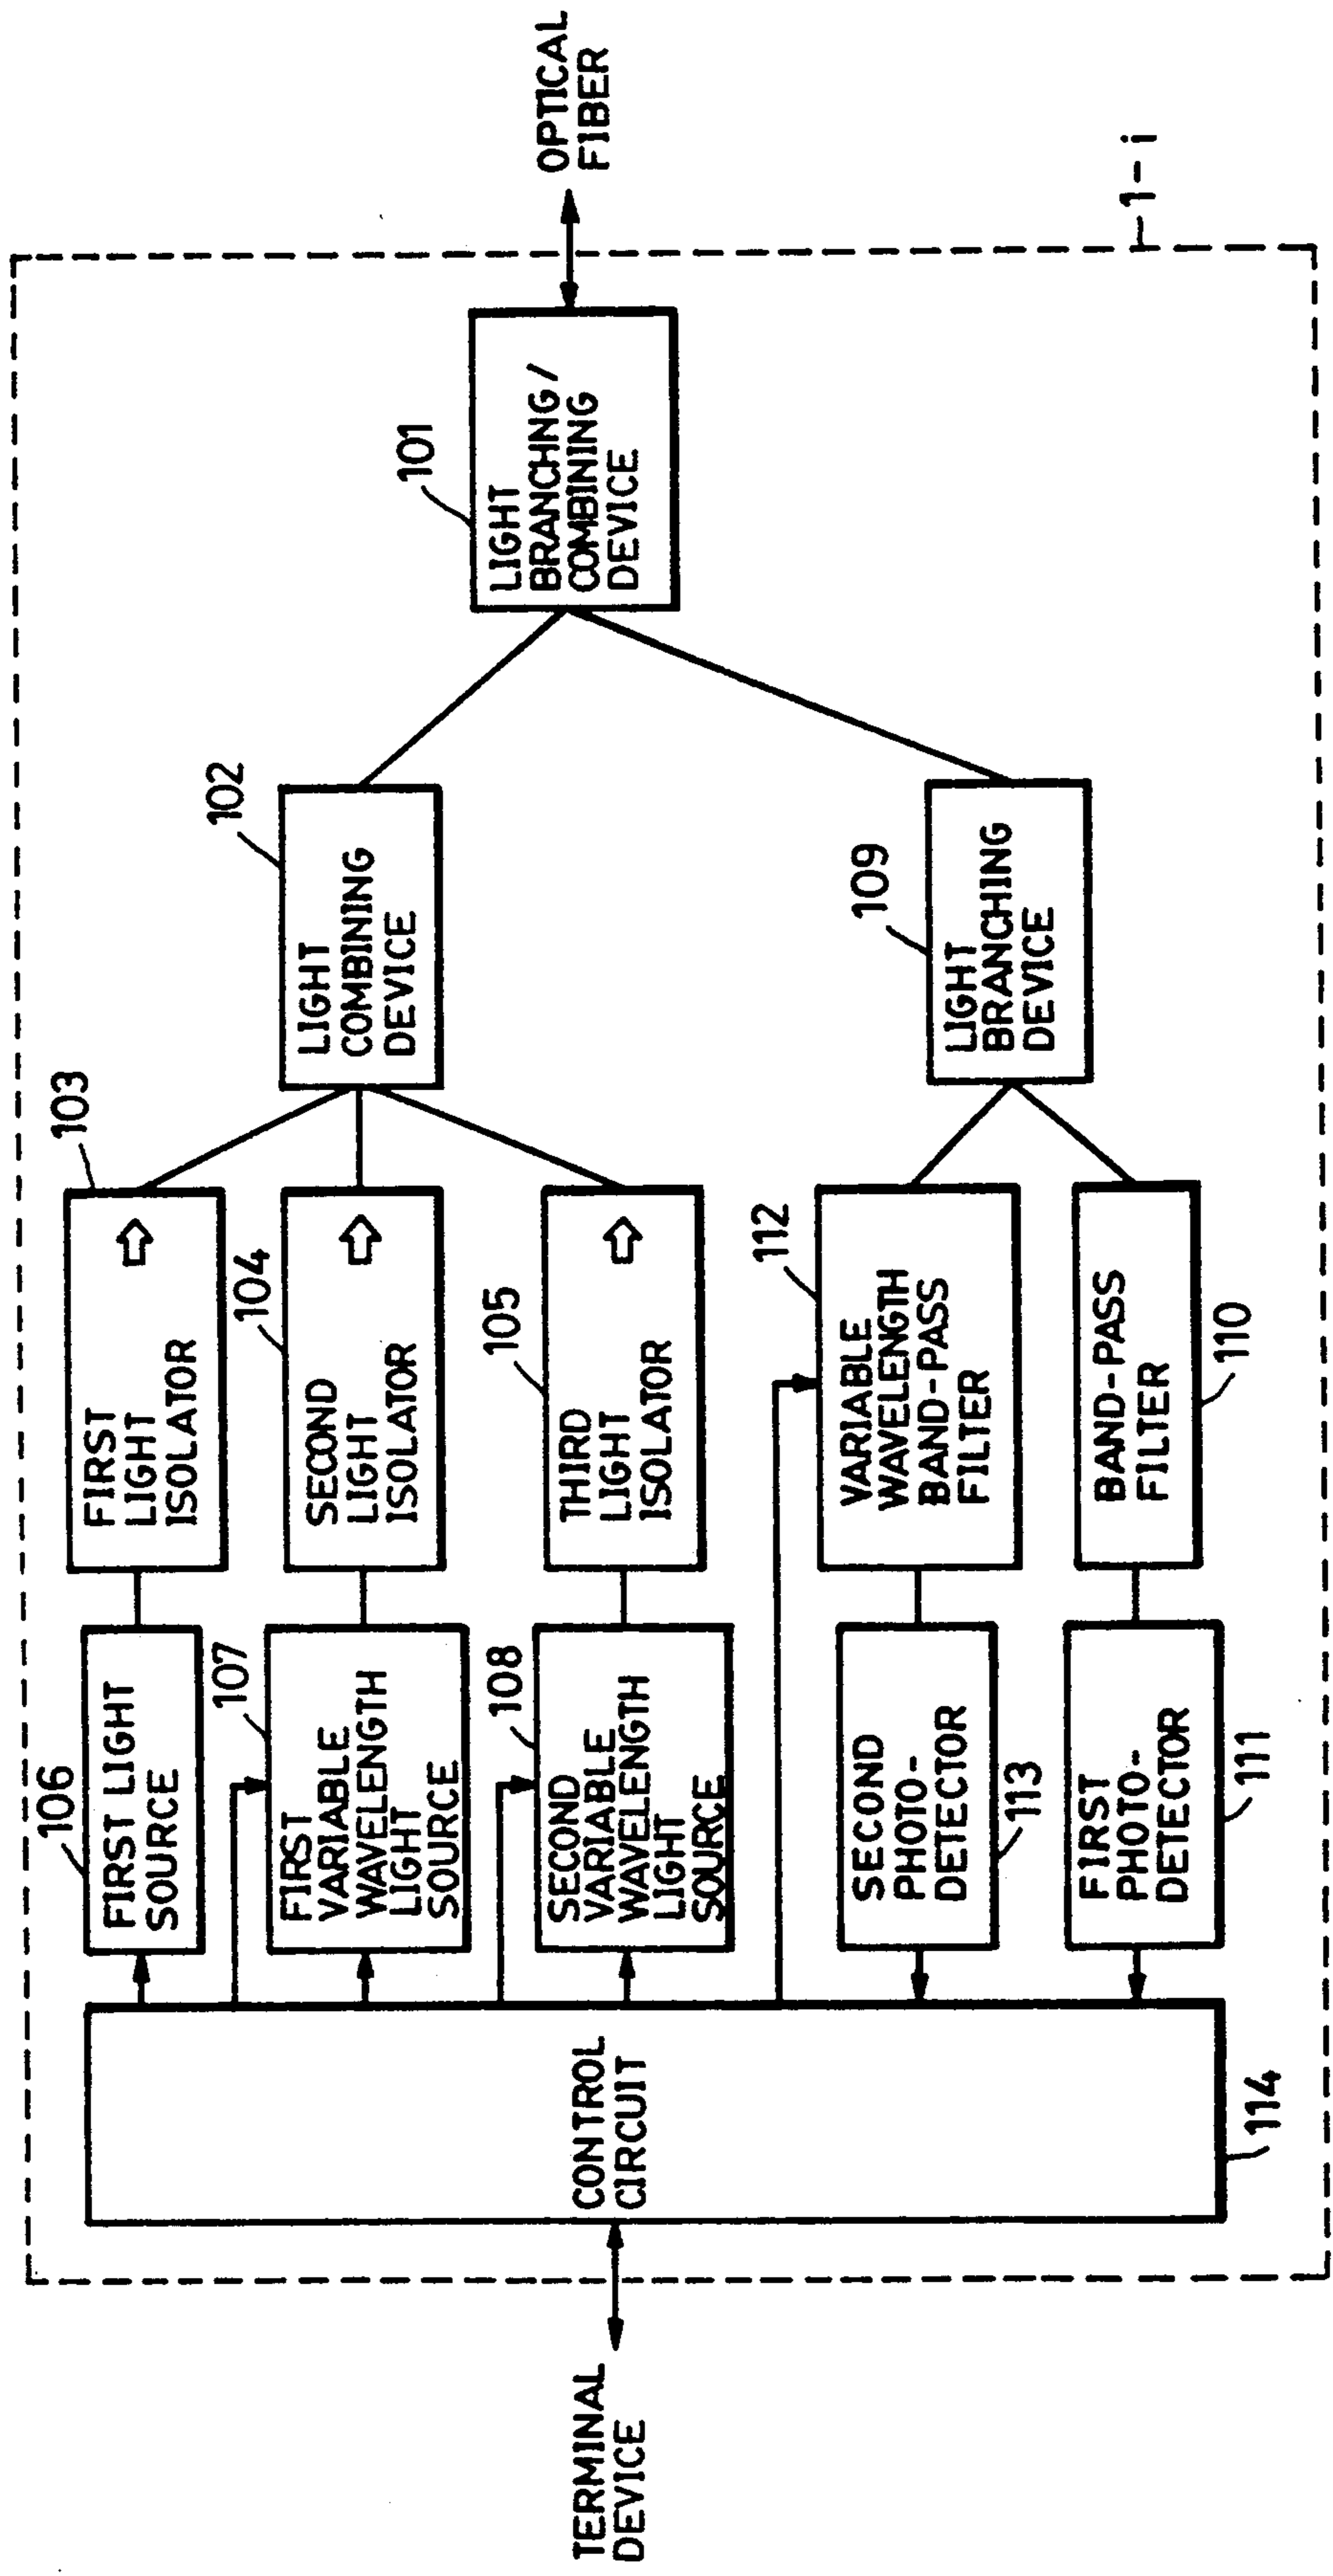 TERMINAL
DEVICE
CONTROL
CIRCUIT
114
106
FIRST LIGHT
SOURCE
107
FIRST
VARIABLE
WAVELENGTH
LIGHT
SOURCE
108
SECOND
VARIABLE
WAVELENGTH
LIGHT
SOURCE
SECOND
PHOTO-
DETECTOR
113
FIRST
PHOTO-
DETECTOR
111
103
FIRST
LIGHT
ISOLATOR
104
SECOND
LIGHT
ISOLATOR
105
THIRD
LIGHT
ISOLATOR
112
VARIABLE
WAVELENGTH
BAND-PASS
FILTER
BAND-PASS
FILTER
110
102
LIGHT
COMBINING
DEVICE
109
LIGHT
BRANCHING
DEVICE
101
LIGHT
BRANCHNG/
COMBINING
DEVICE
OPTICAL
FIBER
1-i